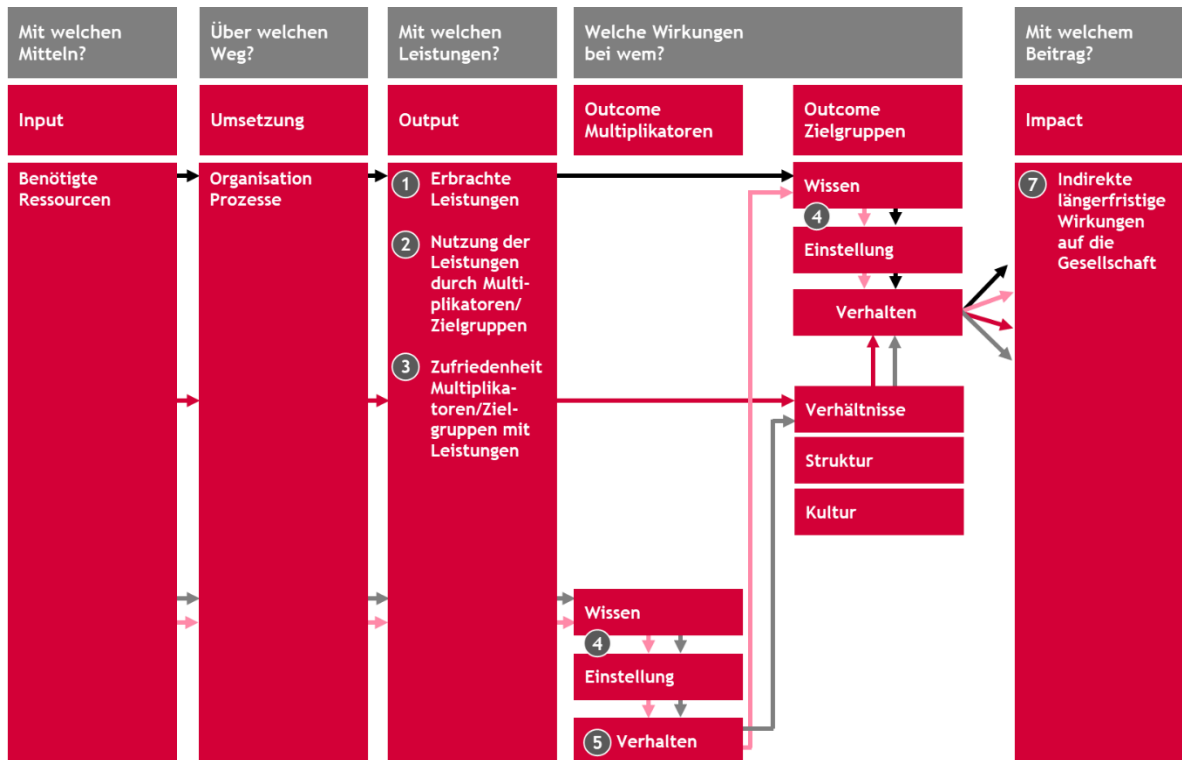 Mit welchen
Mitteln?
Über welchen
Weg?
Mit welchen
Leistungen?
Welche Wirkungen
bei wem?
Mit welchem
Beitrag?
Input
Umsetzung
Output
Outcome
Multiplikatoren
Outcome
Zielgruppen
Impact
Benötigte
Ressourcen
Organisation
Prozesse
1 Erbrachte
Leistungen
2 Nutzung der
Leistungen
durch Multi-
plikatoren/
Zielgruppen
3 Zufriedenheit
Multiplika-
toren/Ziel-
gruppen mit
Leistungen
Wissen
4
Einstellung
5 Verhalten
Wissen
4
Einstellung
Verhalten
Verhältnisse
Struktur
Kultur
7 Indirekte
längerfristige
Wirkungen
auf die
Gesellschaft